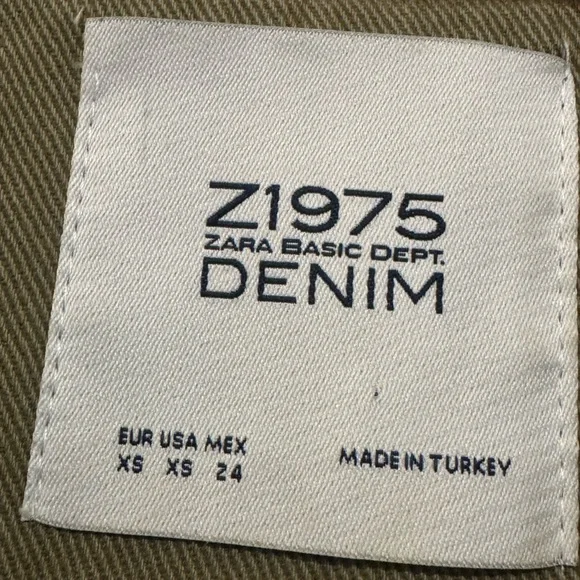 Z1975
ZARA BASIC DEPT.
DENIM
EUR USA MEX
XS XS 24
MADE IN TURKEY